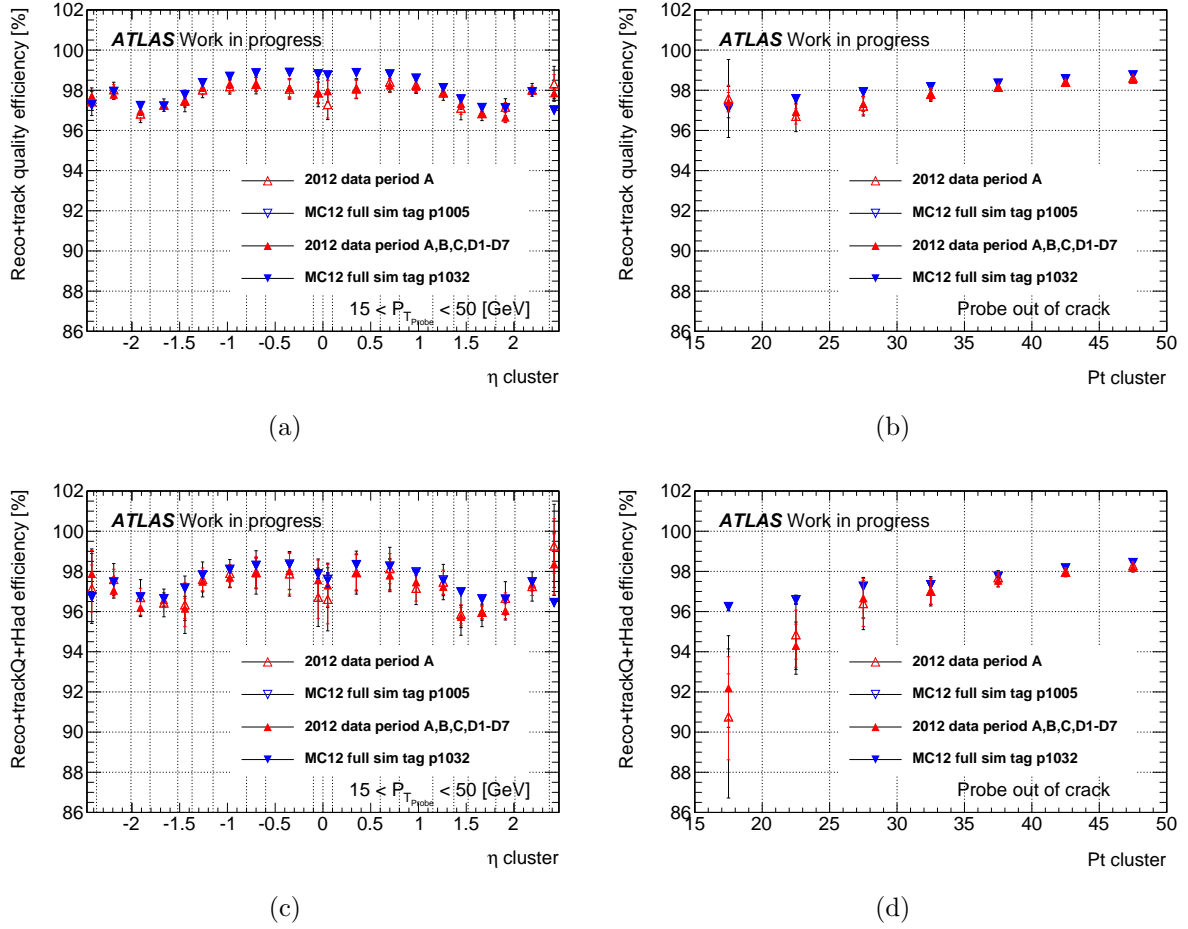 Reco+track quality efficiency [%]
102
100
98
96
94
92
90
88
86
ATLAS Work in progress
2012 data period A
MC12 full sim tag p1005
2012 data period A,B,C,D1-D7
MC12 full sim tag p1032
15 < P_{T_{Probe}} < 50 [GeV]
-2 -1.5 -1 -0.5 0 0.5 1 1.5 2
η cluster
(a)
Reco+track quality efficiency [%]
102
100
98
96
94
92
90
88
86
ATLAS Work in progress
2012 data period A
MC12 full sim tag p1005
2012 data period A,B,C,D1-D7
MC12 full sim tag p1032
Probe out of crack
15 20 25 30 35 40 45 50
Pt cluster
(b)
Reco+trackQ+rHad efficiency [%]
102
100
98
96
94
92
90
88
86
ATLAS Work in progress
2012 data period A
MC12 full sim tag p1005
2012 data period A,B,C,D1-D7
MC12 full sim tag p1032
15 < P_{T_{Probe}} < 50 [GeV]
-2 -1.5 -1 -0.5 0 0.5 1 1.5 2
η cluster
(c)
Reco+trackQ+rHad efficiency [%]
102
100
98
96
94
92
90
88
86
ATLAS Work in progress
2012 data period A
MC12 full sim tag p1005
2012 data period A,B,C,D1-D7
MC12 full sim tag p1032
Probe out of crack
15 20 25 30 35 40 45 50
Pt cluster
(d)